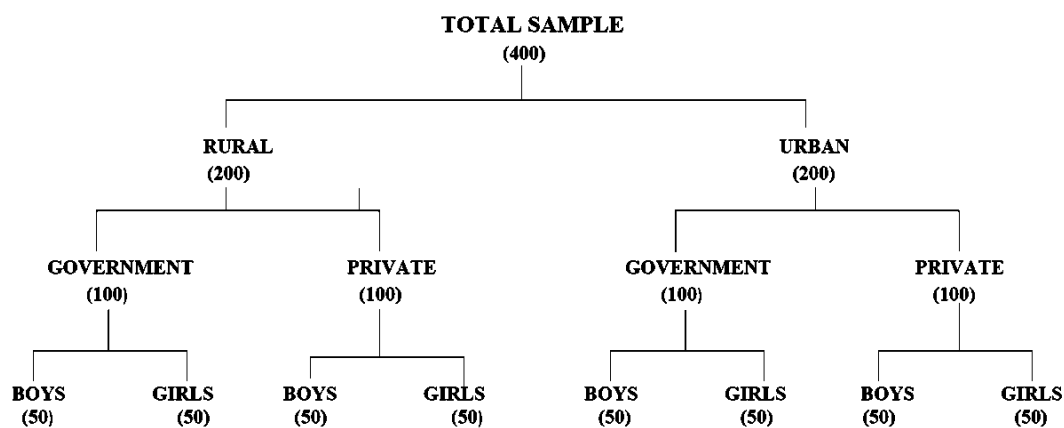 TOTAL SAMPLE
(400)
RURAL URBAN
(200) (200)
GOVERNMENT PRIVATE GOVERNMENT PRIVATE
(100) (100) (100) (100)
BOYS GIRLS BOYS GIRLS BOYS GIRLS BOYS GIRLS
(50) (50) (50) (50) (50) (50) (50) (50)